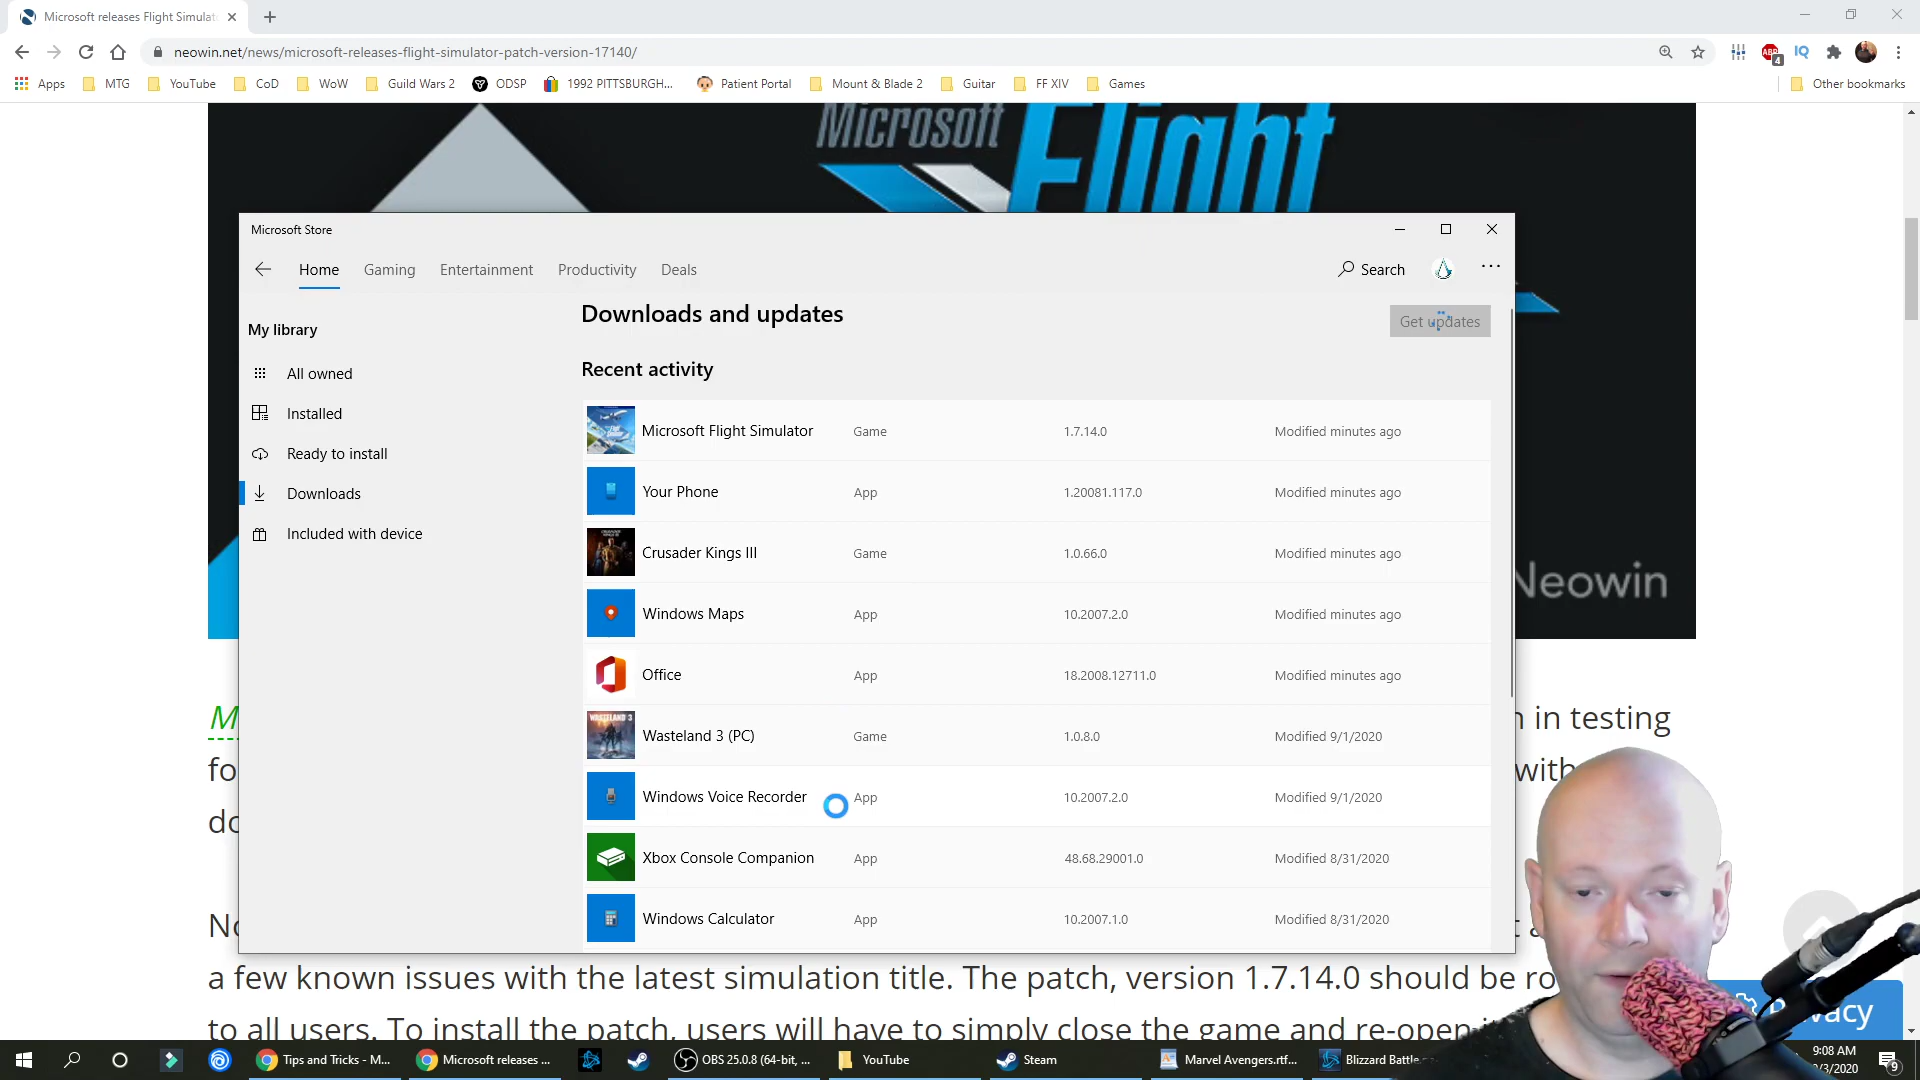 Microsoft releases Flight Simulat
neowin.net/news/microsoft-releases-flight-simulator-patch-version-17140/
ABP
4
IQ
Apps
MTG
YouTube
CoD
WoW
Guild Wars 2
ODSP
1992 PITTSBURGH...
Patient Portal
Mount & Blade 2
Guitar
FF XIV
Games
Other bookmarks
Microsoft
Flight
Microsoft Store
Home
Gaming
Entertainment
Productivity
Deals
Search
My library
All owned
Installed
Ready to install
Downloads
Included with device
Downloads and updates
Get updates
Recent activity
Microsoft Flight Simulator Game 1.7.14.0 Modified minutes ago
Your Phone App 1.20081.117.0 Modified minutes ago
Crusader Kings III Game 1.0.66.0 Modified minutes ago
Windows Maps App 10.2007.2.0 Modified minutes ago
Office App 18.2008.12711.0 Modified minutes ago
WASTELAND 3
Wasteland 3 (PC) Game 1.0.8.0 Modified 9/1/2020
Windows Voice Recorder App 10.2007.2.0 Modified 9/1/2020
Xbox Console Companion App 48.68.29001.0 Modified 8/31/2020
Windows Calculator App 10.2007.1.0 Modified 8/31/2020
Neowin
in testing
with
a few known issues with the latest simulation title. The patch, version 1.7.14.0 should be
to all users. To install the patch, users will have to simply close the game and re-open
Tips and Tricks - M...
Microsoft releases ...
OBS 25.0.8 (64-bit, ...
YouTube
Steam
Marvel Avengers.rtf...
Blizzard Battle
9:08 AM
/3/2020
9